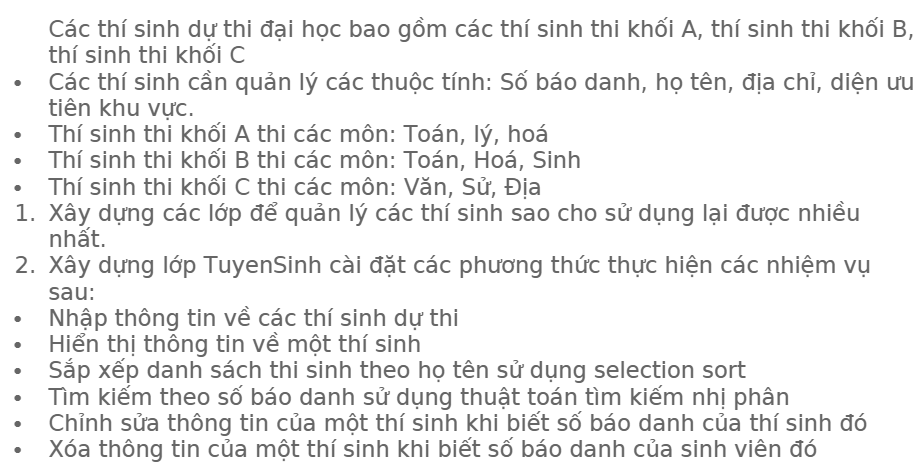 Các thí sinh dự thi đại học bao gồm các thí sinh thi khối A, thí sinh thi khối B,
thí sinh thi khối C
• Các thí sinh cần quản lý các thuộc tính: Số báo danh, họ tên, địa chỉ, diện ưu
tiên khu vực.
• Thí sinh thi khối A thi các môn: Toán, lý, hoá
• Thí sinh thi khối B thi các môn: Toán, Hoá, Sinh
• Thí sinh thi khối C thi các môn: Văn, Sử, Địa
1. Xây dựng các lớp để quản lý các thí sinh sao cho sử dụng lại được nhiều
nhất.
2. Xây dựng lớp TuyenSinh cài đặt các phương thức thực hiện các nhiệm vụ
sau:
• Nhập thông tin về các thí sinh dự thi
• Hiển thị thông tin về một thí sinh
• Sắp xếp danh sách thi sinh theo họ tên sử dụng selection sort
• Tìm kiếm theo số báo danh sử dụng thuật toán tìm kiếm nhị phân
• Chỉnh sửa thông tin của một thí sinh khi biết số báo danh của thí sinh đó
• Xóa thông tin của một thí sinh khi biết số báo danh của sinh viên đó